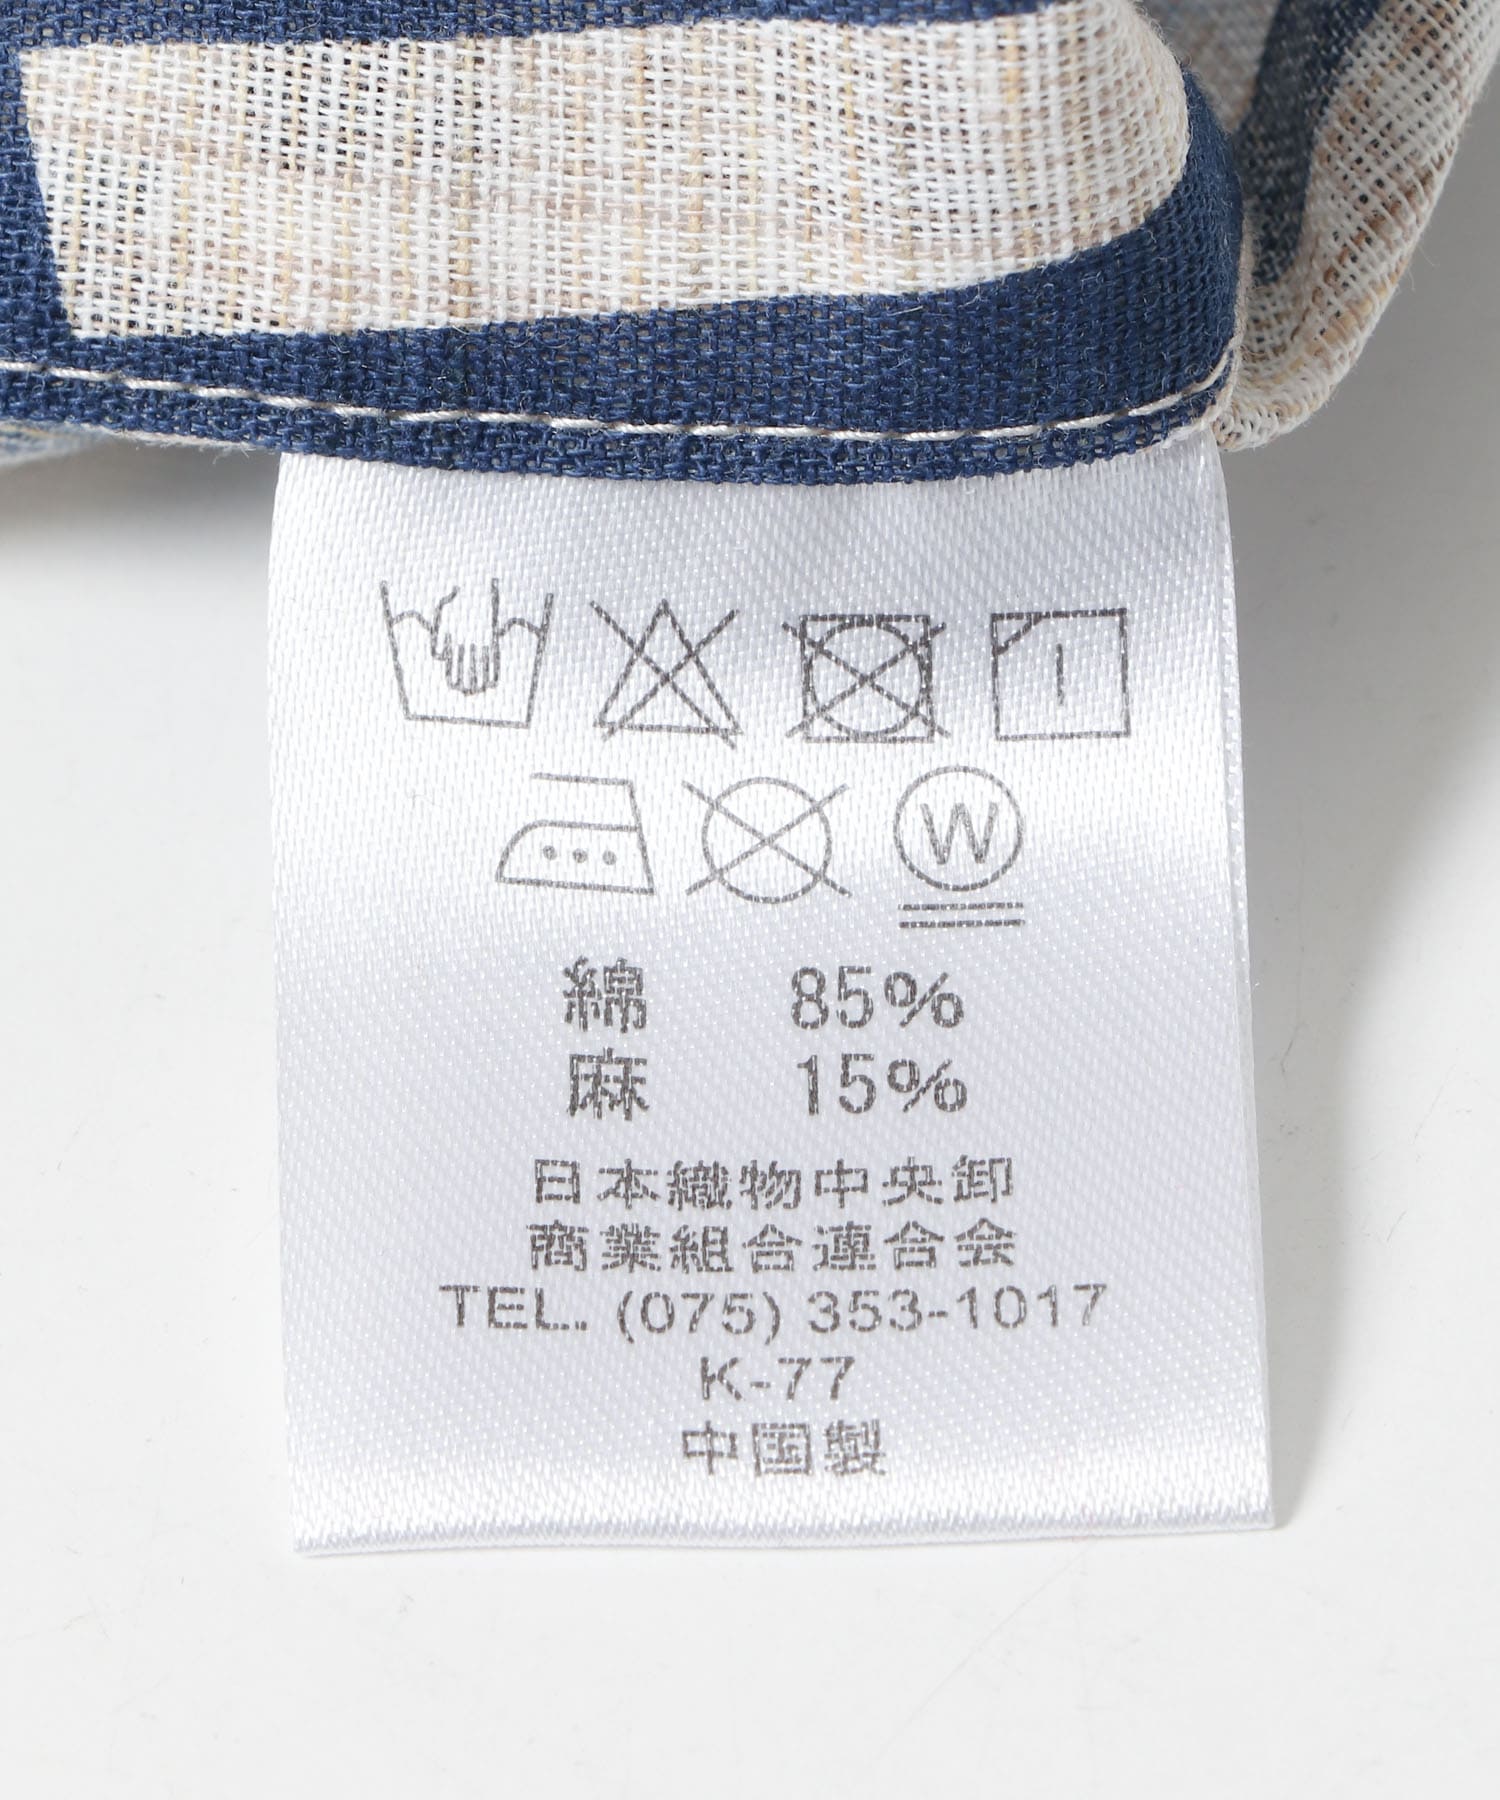 W
綿 85%
麻 15%
日本織物中央卸
商業組合連合会
TEL. (075) 353-1017
K-77
中国製